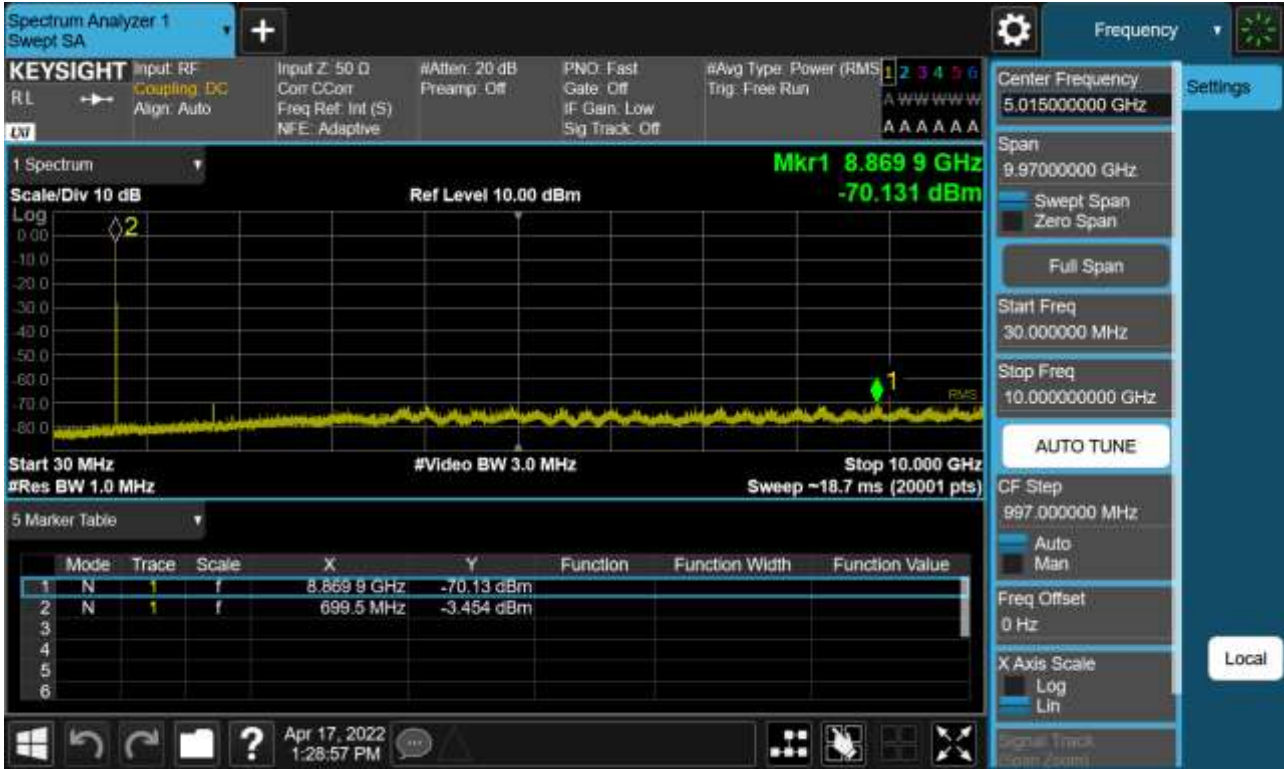 Spectrum Analyzer 1
Swept SA
+
Frequency
KEYSIGHT
RL
LXI
Input: RF
Coupling: DC
Align: Auto
Input Z: 50 Ω
Corr CCorr
Freq Ref: Int (S)
NFE: Adaptive
#Atten: 20 dB
Preamp: Off
PNO: Fast
Gate: Off
IF Gain: Low
Sig Track: Off
#Avg Type: Power (RMS
Trig: Free Run
1 2 3 4 5 6
A W W W W W
A A A A A A
1 Spectrum
Scale/Div 10 dB
Ref Level 10.00 dBm
Mkr1 8.869 9 GHz
-70.131 dBm
Log
0.00
-10.0
-20.0
-30.0
-40.0
-50.0
-60.0
-70.0
-80.0
2
1
RMS
Start 30 MHz
#Video BW 3.0 MHz
Stop 10.000 GHz
#Res BW 1.0 MHz
Sweep ~18.7 ms (20001 pts)
5 Marker Table
Mode Trace Scale X Y Function Function Width Function Value
1 N 1 f 8.869 9 GHz -70.13 dBm
2 N 1 f 699.5 MHz -3.454 dBm
3
4
5
6
Apr 17, 2022
1:28:57 PM
?
Center Frequency
5.015000000 GHz
Settings
Span
9.97000000 GHz
Swept Span
Zero Span
Full Span
Start Freq
30.000000 MHz
Stop Freq
10.000000000 GHz
AUTO TUNE
CF Step
997.000000 MHz
Auto
Man
Freq Offset
0 Hz
X Axis Scale
Log
Lin
Local
Signal Track
(Span Zoom)